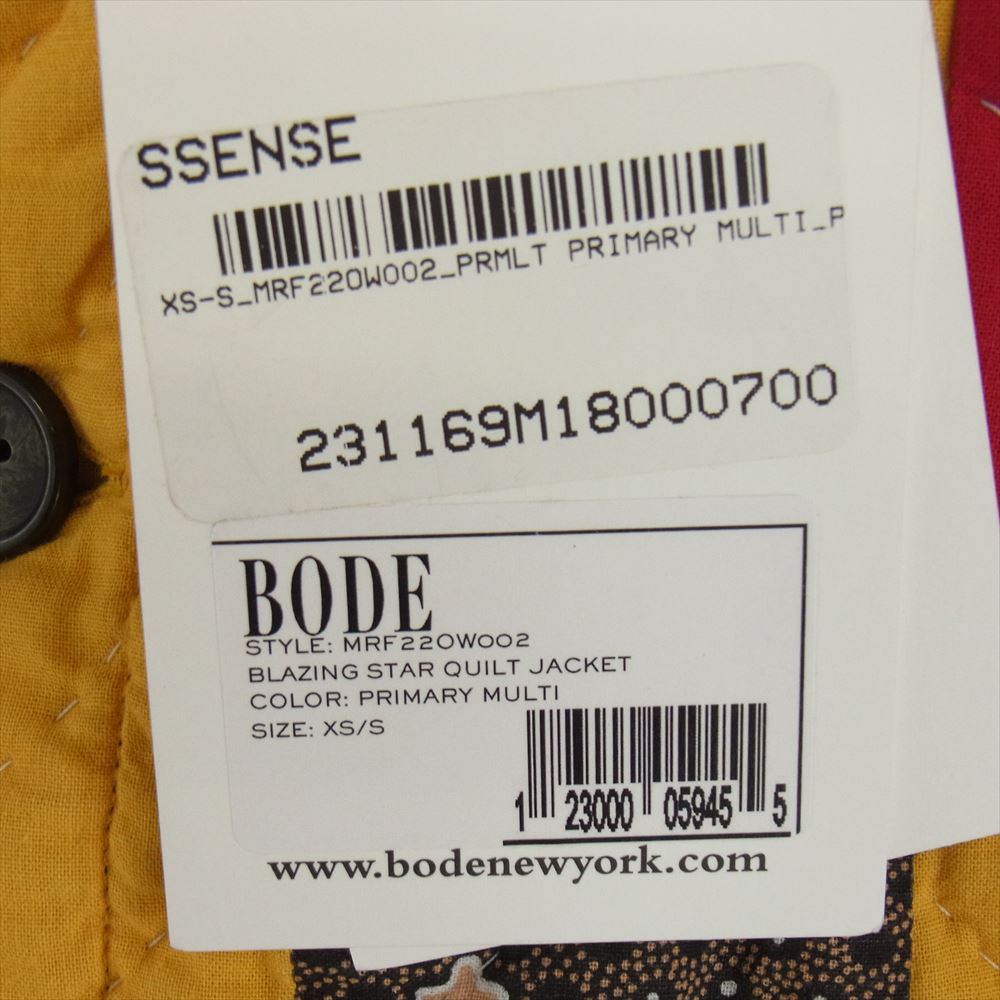 SSENSE
XS-S_MRF22OW002_PRMLT PRIMARY MULTI_P
231169M18000700
BODE
STYLE: MRF22OW002
BLAZING STAR QUILT JACKET
COLOR: PRIMARY MULTI
SIZE: XS/S
1 23000 05945 5
www.bodenewyork.com